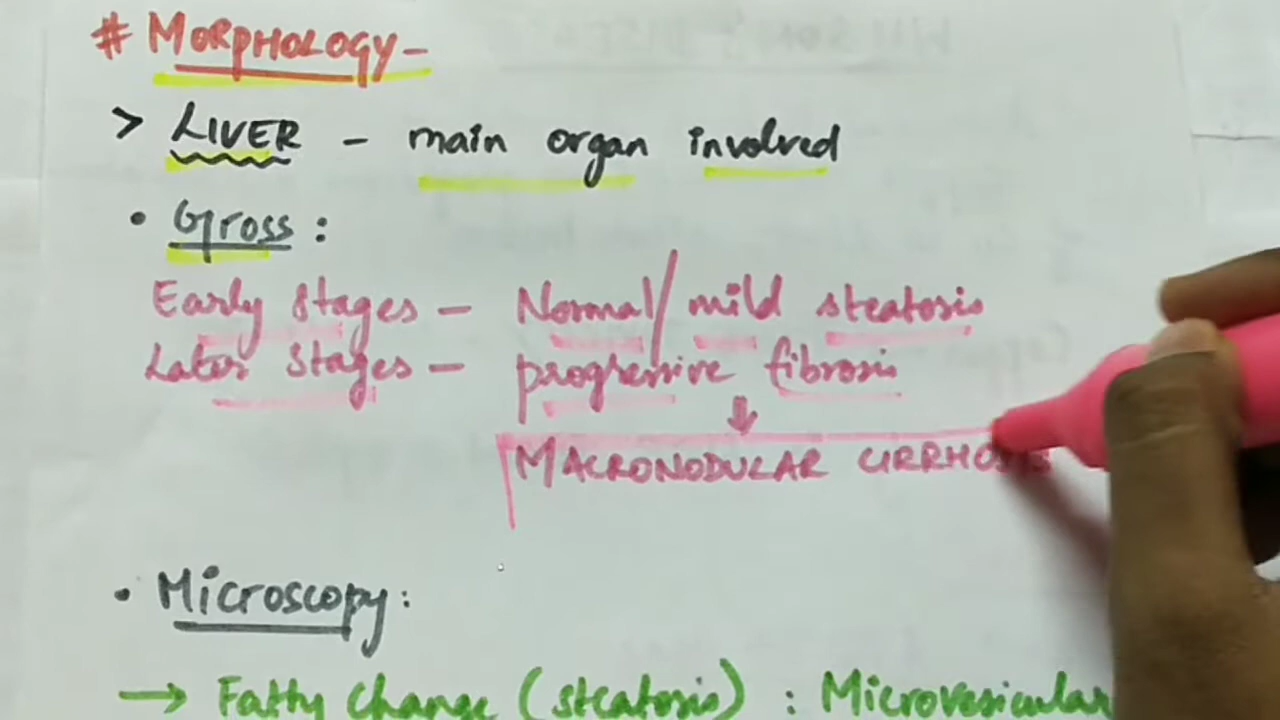 # MORPHOLOGY -
> LIVER - main organ involved
• Gross :
Early stages - Normal/mild steatosis
Later stages - progressive fibrosis
↓
MACRONODULAR CIRRHOSIS
• Microscopy:
→ Fatty change (steatosis) : Microvesicular